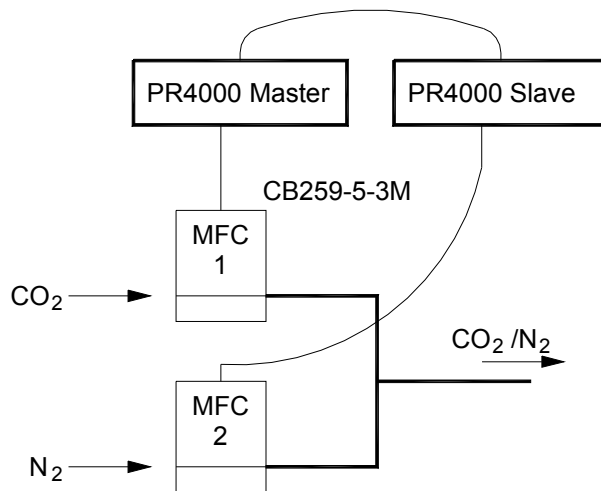 PR4000 Master
PR4000 Slave
CB259-5-3M
MFC
1
CO₂
CO₂ /N₂
MFC
2
N₂